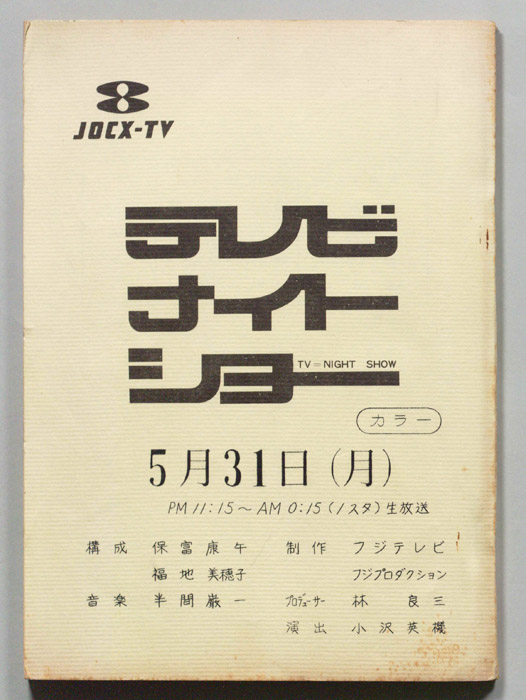 JOCX-TV
テレビ
ナイト
ショー
TV=NIGHT SHOW
カラー
5月31日(月)
PM 11:15〜AM 0:15(1スタ)生放送
構成 保富康午 制作 フジテレビ
福地美穂子 フジプロダクション
音楽 半間巌一 プロデューサー 林良三
演出 小沢英機